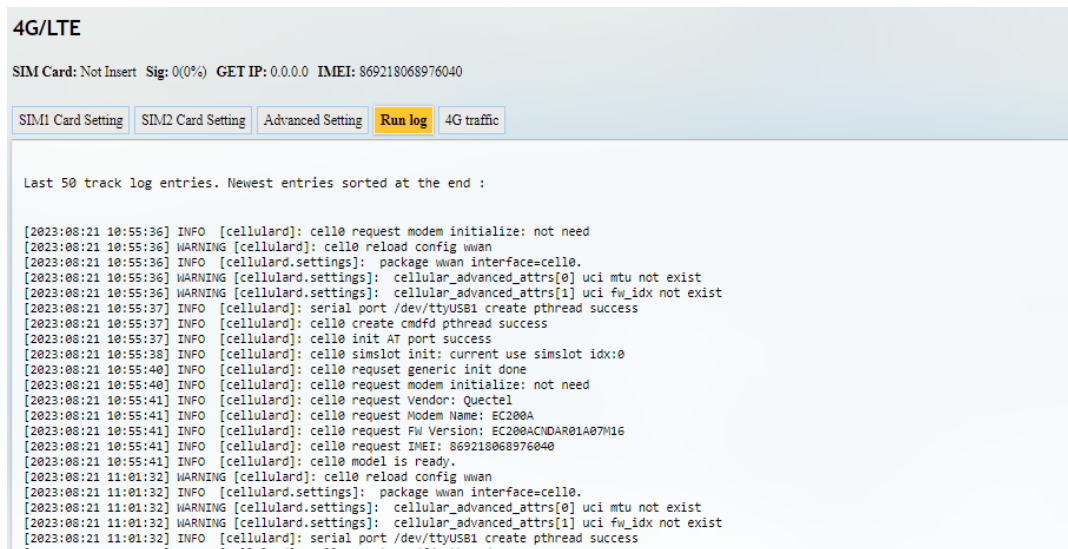 4G/LTE
SIM Card: Not Insert Sig: 0(0%) GET IP: 0.0.0.0 IMEI: 869218068976040
SIM1 Card Setting SIM2 Card Setting Advanced Setting Run log 4G traffic
Last 50 track log entries. Newest entries sorted at the end :
[2023:08:21 10:55:36] INFO [cellulard]: cell0 request modem initialize: not need
[2023:08:21 10:55:36] WARNING [cellulard]: cell0 reload config wwan
[2023:08:21 10:55:36] INFO [cellulard.settings]: package wwan interface=cell0.
[2023:08:21 10:55:36] WARNING [cellulard.settings]: cellular_advanced_attrs[0] uci mtu not exist
[2023:08:21 10:55:36] WARNING [cellulard.settings]: cellular_advanced_attrs[1] uci fw_idx not exist
[2023:08:21 10:55:37] INFO [cellulard]: serial port /dev/ttyUSB1 create pthread success
[2023:08:21 10:55:37] INFO [cellulard]: cell0 create cmdfd pthread success
[2023:08:21 10:55:37] INFO [cellulard]: cell0 init AT port success
[2023:08:21 10:55:38] INFO [cellulard]: cell0 simslot init: current use simslot idx:0
[2023:08:21 10:55:40] INFO [cellulard]: cell0 requset generic init done
[2023:08:21 10:55:40] INFO [cellulard]: cell0 request modem initialize: not need
[2023:08:21 10:55:41] INFO [cellulard]: cell0 request Vendor: Quectel
[2023:08:21 10:55:41] INFO [cellulard]: cell0 request Modem Name: EC200A
[2023:08:21 10:55:41] INFO [cellulard]: cell0 request FW Version: EC200ACNDAR01A07M16
[2023:08:21 10:55:41] INFO [cellulard]: cell0 request IMEI: 869218068976040
[2023:08:21 10:55:41] INFO [cellulard]: cell0 model is ready.
[2023:08:21 11:01:32] WARNING [cellulard]: cell0 reload config wwan
[2023:08:21 11:01:32] INFO [cellulard.settings]: package wwan interface=cell0.
[2023:08:21 11:01:32] WARNING [cellulard.settings]: cellular_advanced_attrs[0] uci mtu not exist
[2023:08:21 11:01:32] WARNING [cellulard.settings]: cellular_advanced_attrs[1] uci fw_idx not exist
[2023:08:21 11:01:32] INFO [cellulard]: serial port /dev/ttyUSB1 create pthread success